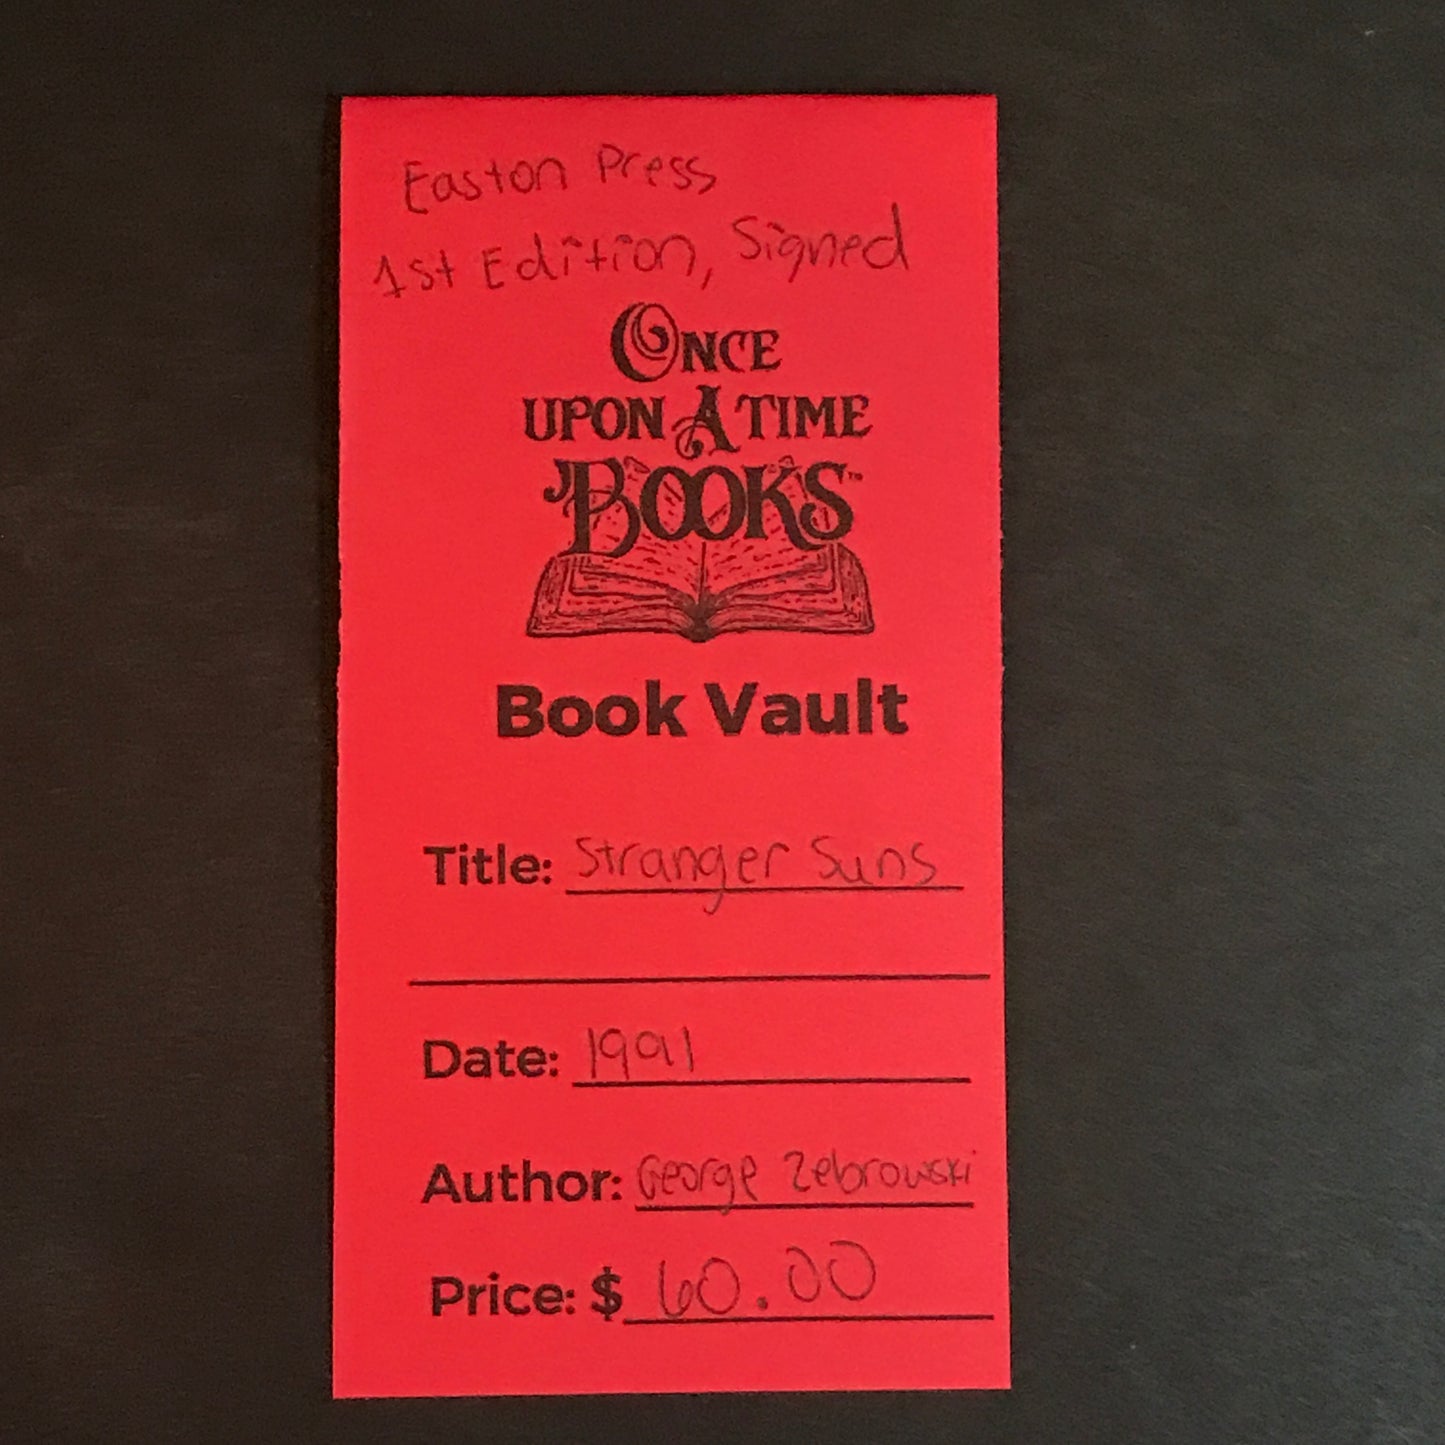 Easton Press
1st Edition, Signed
ONCE
UPON A TIME
BOOKS™
Book Vault
Title: Stranger Suns
Date: 1991
Author: George Zebrowski
Price: $ 60.00